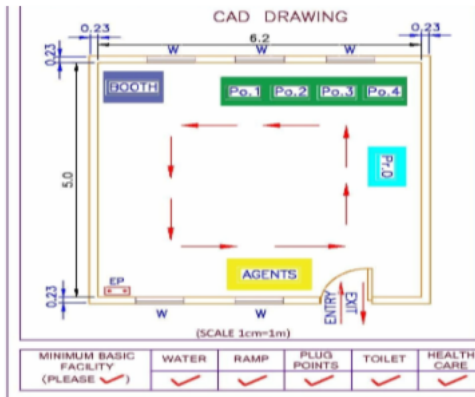 CAD DRAWING
0.23 6.2 0.23
W W W
0.23
BOOTH Po.1 Po.2 Po.3 Po.4
5.0
Pr.O
EP
AGENTS
0.23
ENTRY EXIT
W W
(SCALE 1cm=1m)
MINIMUM BASIC FACILITY (PLEASE ✓) WATER RAMP PLUG POINTS TOILET HEALTH CARE
✓ ✓ ✓ ✓ ✓